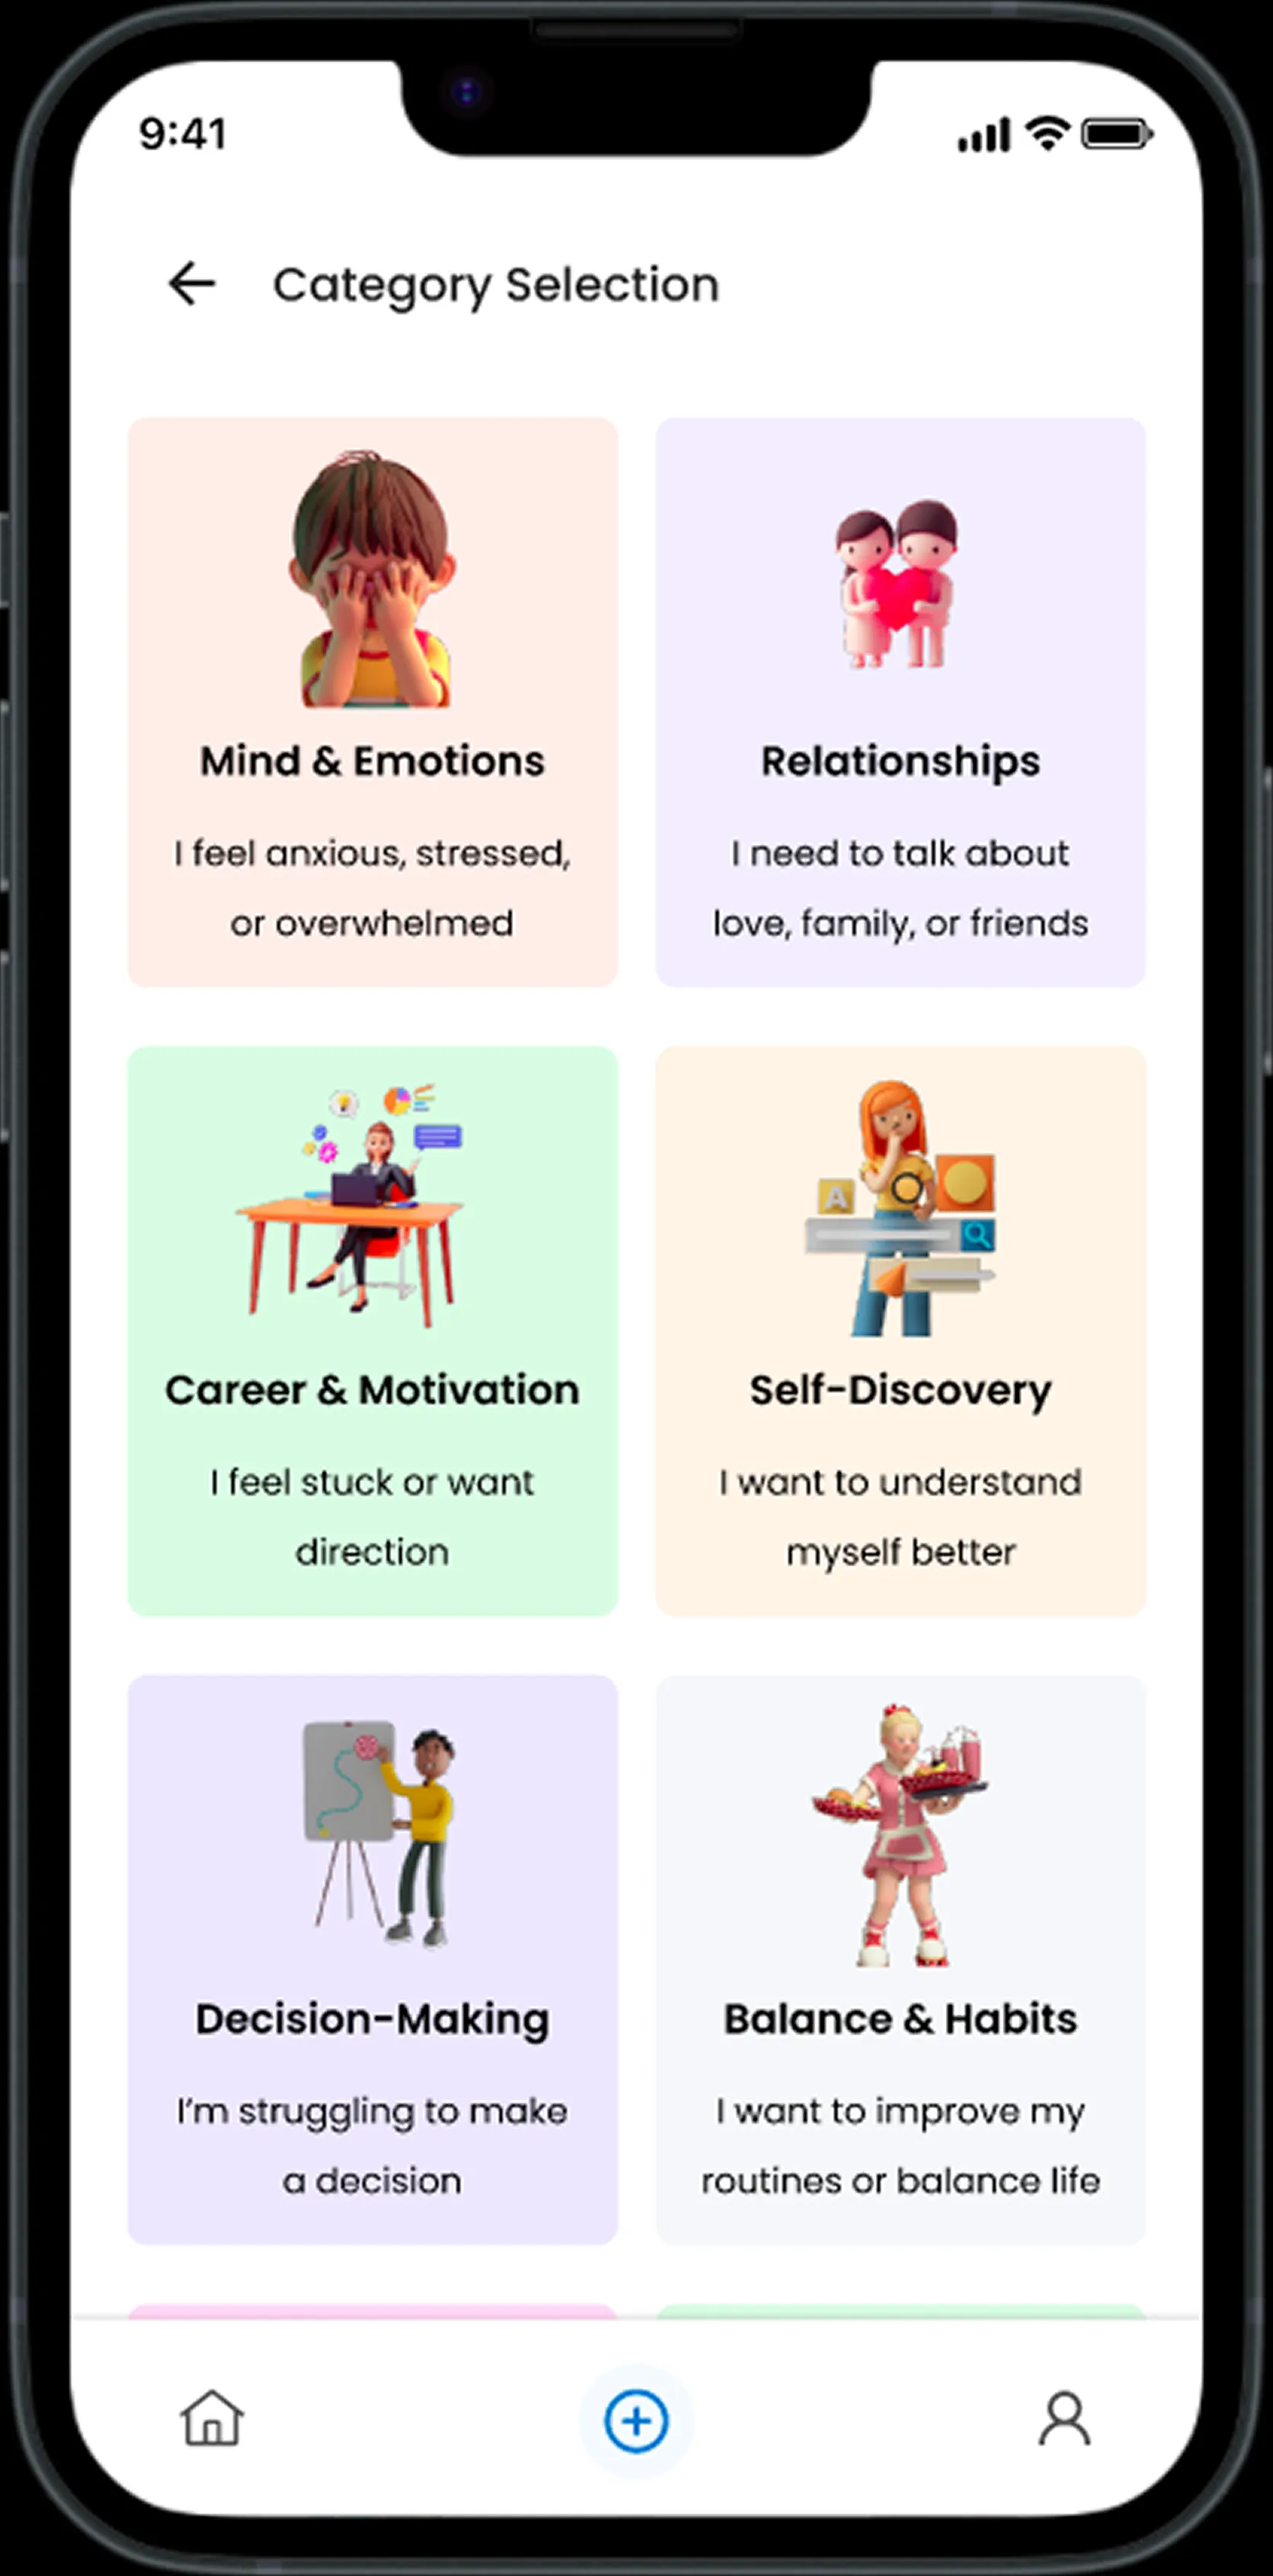 9:41
Category Selection
Mind & Emotions
I feel anxious, stressed,
or overwhelmed
Relationships
I need to talk about
love, family, or friends
Career & Motivation
I feel stuck or want
direction
A
Self-Discovery
I want to understand
myself better
Decision-Making
I'm struggling to make
a decision
Balance & Habits
I want to improve my
routines or balance life